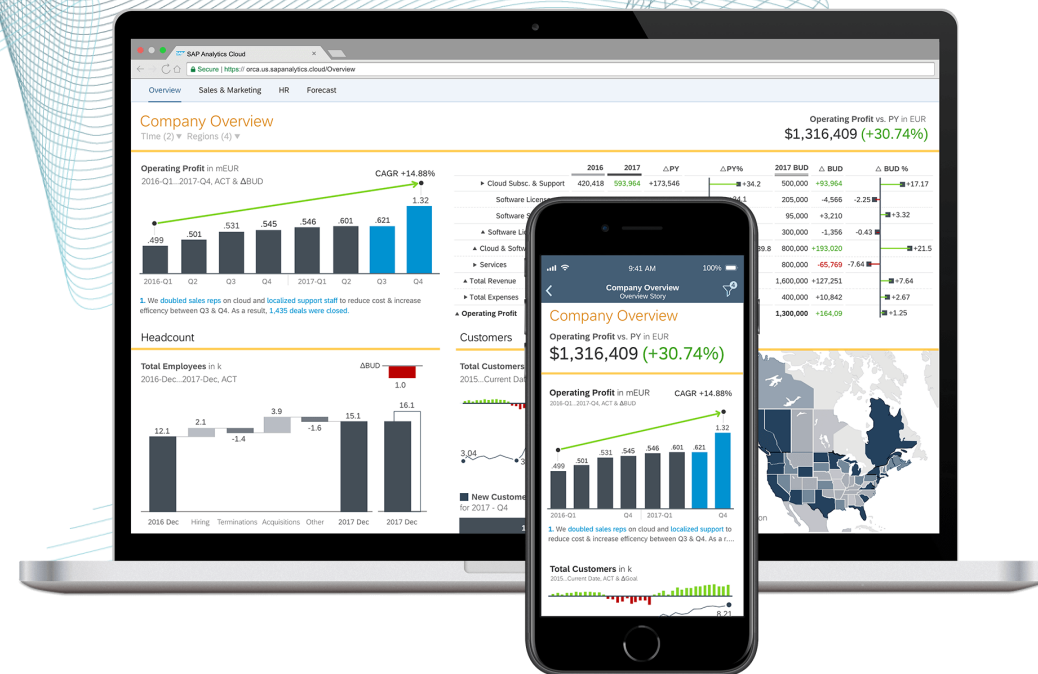 SAP Analytics Cloud
Secure | https:// orca.us.sapanalytics.cloud/Overview
Overview Sales & Marketing HR Forecast
Company Overview
Time (2) Regions (4)
Operating Profit vs. PY in EUR
$1,316,409 (+30.74%)
Operating Profit in mEUR
2016-Q1...2017-Q4, ACT & ΔBUD
CAGR +14.88%
.499 .501 .531 .545 .546 .601 .621 1.32
2016-Q1 Q2 Q3 Q4 2017-Q1 Q2 Q3 Q4
1. We doubled sales reps on cloud and localized support staff to reduce cost & increase
efficency between Q3 & Q4. As a result, 1,435 deals were closed.
2016 2017 △PY △PY% 2017 BUD △ BUD △ BUD %
Cloud Subsc. & Support 420,418 593,964 +173,546 +34.2 500,000 +93,964 +17.17
Software 205,000 -4,566 -2.25
Software 95,000 +3,210 +3.32
Software 300,000 -1,356 -0.43
Cloud & 800,000 +193,020 +21.5
Services 800,000 -65,769 -7.64
Total Revenue 1,600,000 +127,251 +7.64
Total Expenses 400,000 +10,842 +2.67
Operating Profit 1,300,000 +164,09 +1.25
Headcount
Total Employees in k
2016-Dec...2017-Dec, ACT
ΔBUD
1.0
12.1 2.1 -1.4 3.9 -1.6 15.1 16.1
2016 Dec Hiring Terminations Acquisitions Other 2017 Dec 2017 Dec
Customers
Total Customers
2015...Current
3.04
New
for 2017 - Q4
9:41 AM 100%
Company Overview
Overview Story
4
Company Overview
Operating Profit vs. PY in EUR
$1,316,409 (+30.74%)
Operating Profit in mEUR
2016-Q1...2017-Q4, ACT & ΔBUD
CAGR +14.88%
.499 .501 .531 .545 .546 .601 .621 1.32
2016-Q1 Q4 2017-Q1 Q4
1. We doubled sales reps on cloud and localized support to
reduce cost & increase efficency between Q3 & Q4. As a r....
Total Customers in k
2015...Current Date, ACT & ΔGoal
8.21